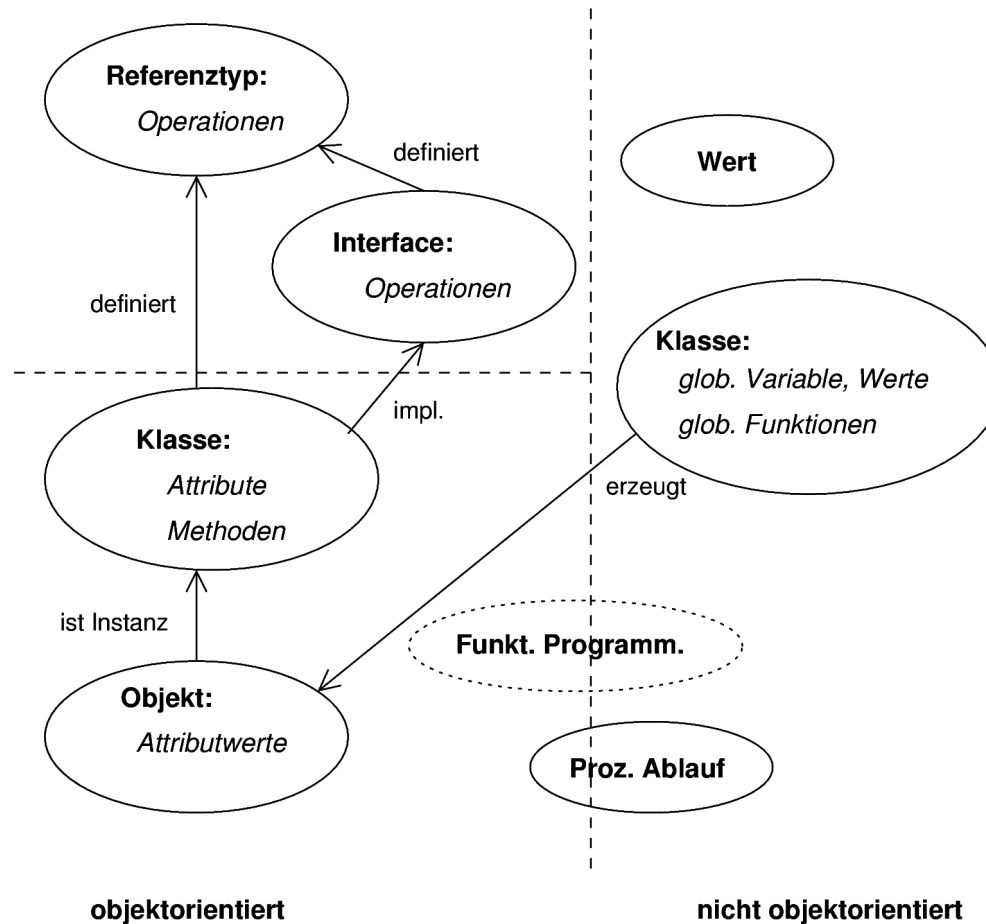 Referenztyp:
Operationen
definiert
Wert
Interface:
Operationen
definiert
Klasse:
glob. Variable, Werte
glob. Funktionen
impl.
Klasse:
Attribute
Methoden
erzeugt
ist Instanz
Funkt. Programm.
Objekt:
Attributwerte
Proz. Ablauf
objektorientiert
nicht objektorientiert